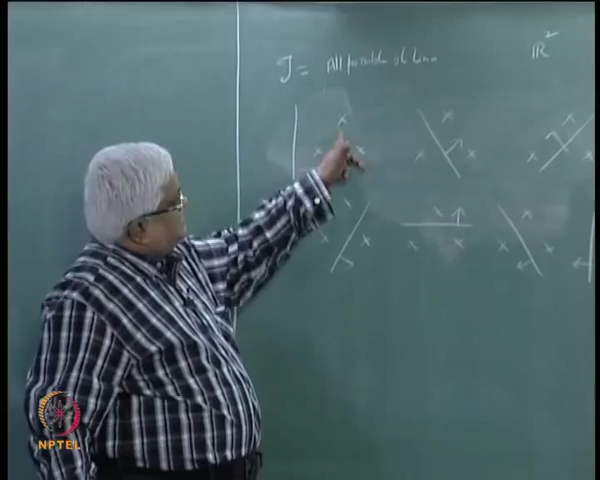 J = All possible st lines
ℝ²
NPTEL